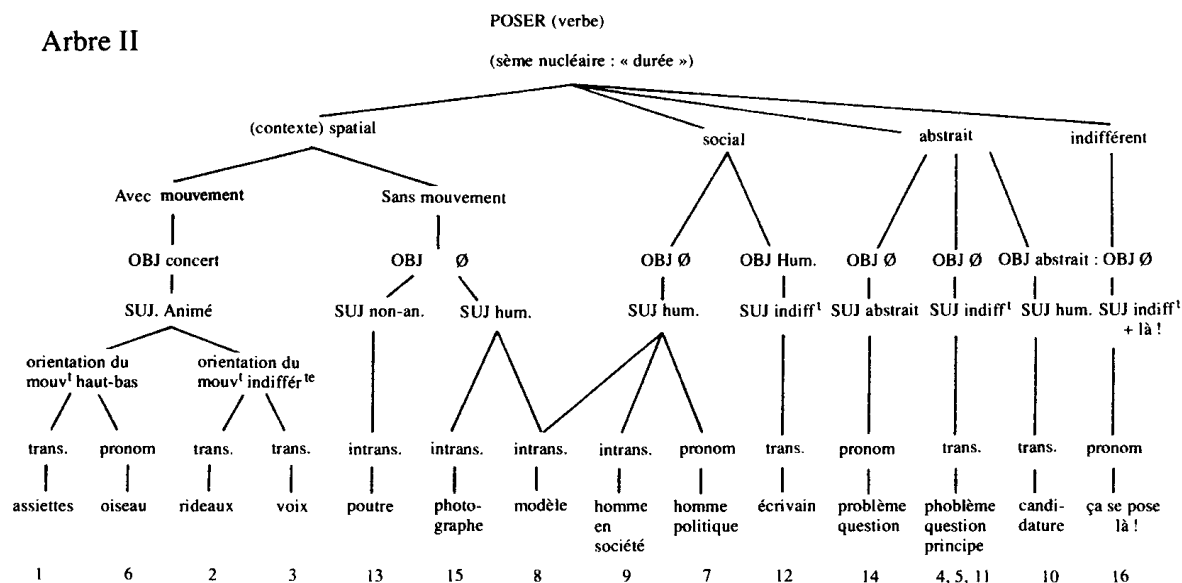 POSER (verbe)
Arbre II
(sème nucléaire : « durée »)
(contexte) spatial
social
abstrait
indifférent
Avec mouvement
Sans mouvement
OBJ concert
OBJ Ø
OBJ Ø
OBJ Hum.
OBJ Ø
OBJ Ø
OBJ abstrait : OBJ Ø
SUJ. Animé
SUJ non-an.
SUJ hum.
SUJ hum.
SUJ indiffᵗ
SUJ abstrait
SUJ indiffᵗ
SUJ hum.
SUJ indiffᵗ
+ là !
orientation du
mouvᵗ haut-bas
orientation du
mouvᵗ indifférᵗᵉ
trans.
pronom
trans.
trans.
intrans.
intrans.
intrans.
intrans.
pronom
trans.
pronom
trans.
trans.
pronom
assiettes
oiseau
rideaux
voix
poutre
photo-
graphe
modèle
homme
en
société
homme
politique
écrivain
problème
question
phoblème
question
principe
candi-
dature
ça se pose
là !
1
6
2
3
13
15
8
9
7
12
14
4, 5, 11
10
16